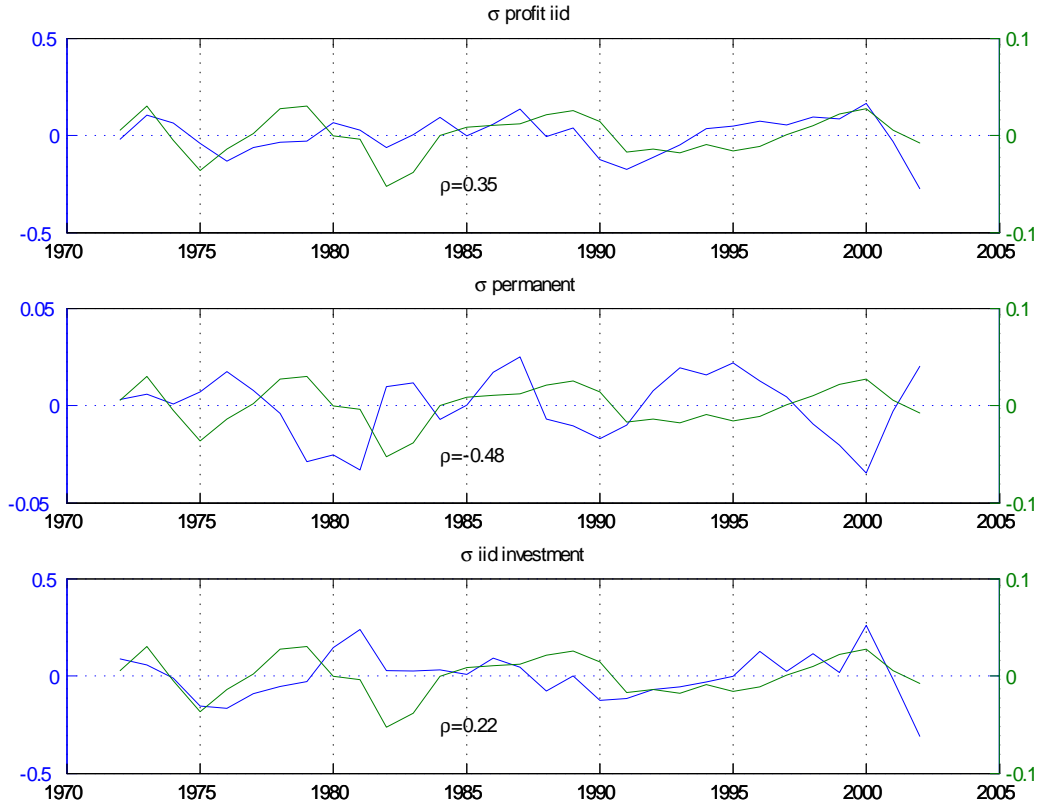 σ profit iid
0.5 0.1
0 0
ρ=0.35
-0.5 -0.1
1970 1975 1980 1985 1990 1995 2000 2005
σ permanent
0.05 0.1
0 0
ρ=-0.48
-0.05 -0.1
1970 1975 1980 1985 1990 1995 2000 2005
σ iid investment
0.5 0.1
0 0
ρ=0.22
-0.5 -0.1
1970 1975 1980 1985 1990 1995 2000 2005